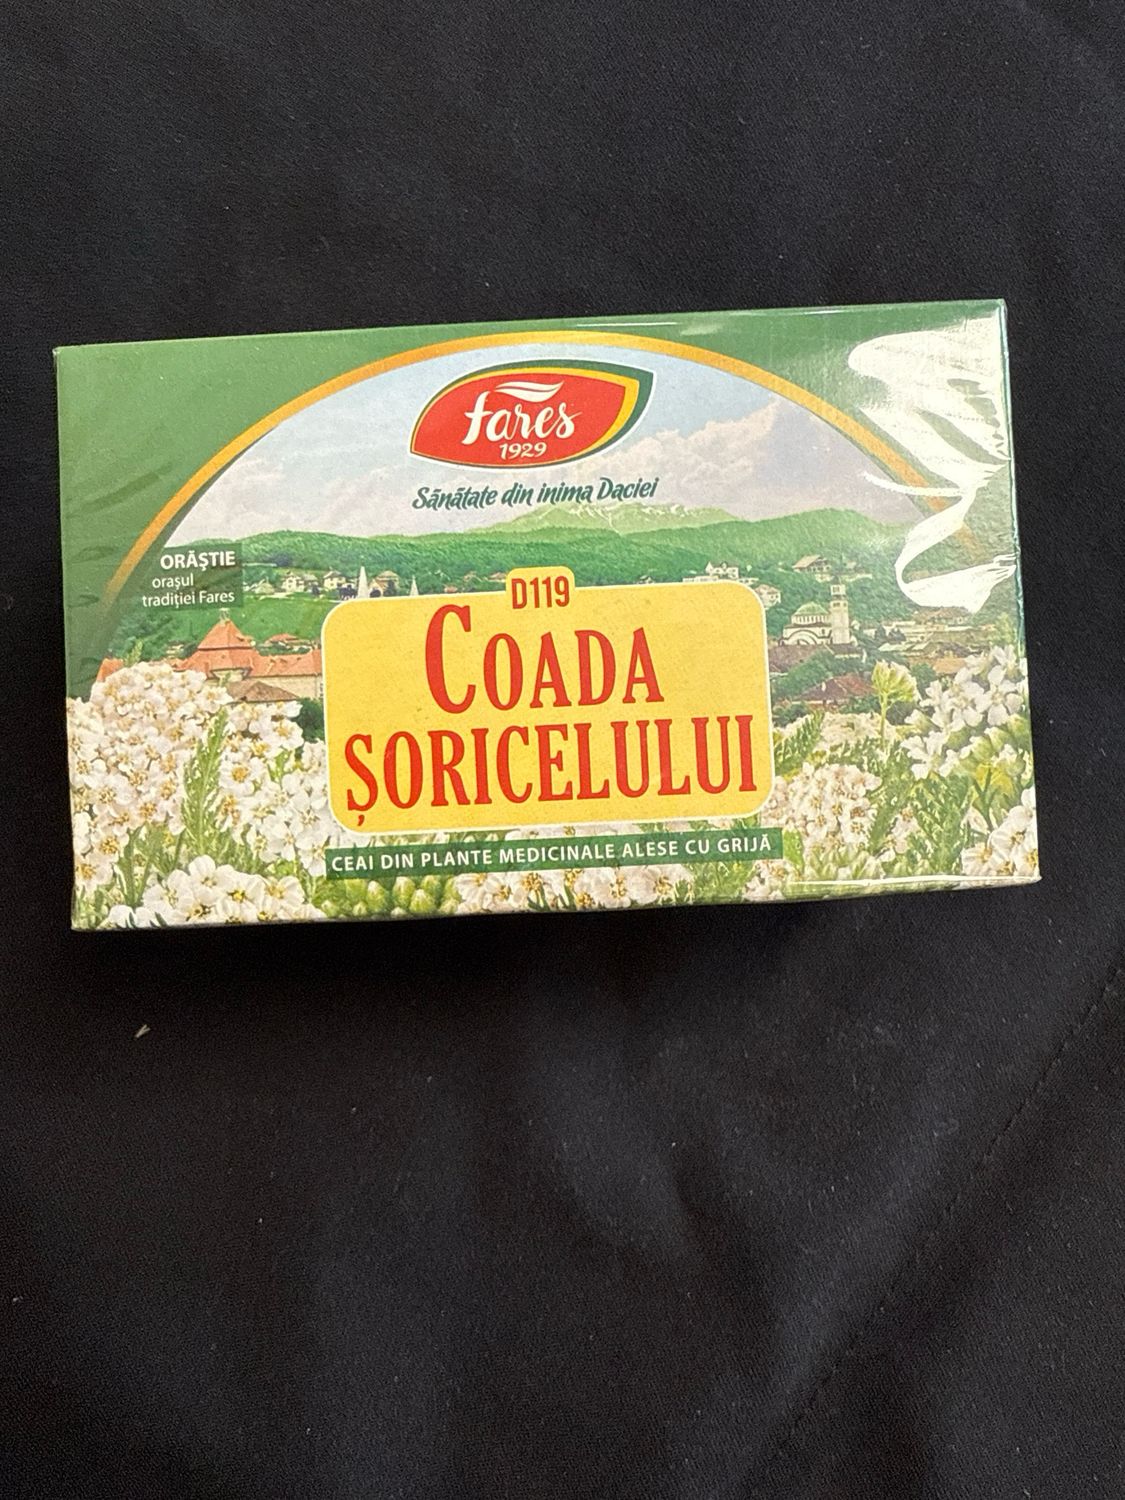 fares
1929
Sănătate din inima Daciei
ORĂȘTIE
orașul
tradiției Fares
D119
COADA
ȘORICELULUI
CEAI DIN PLANTE MEDICINALE ALESE CU GRIJĂ